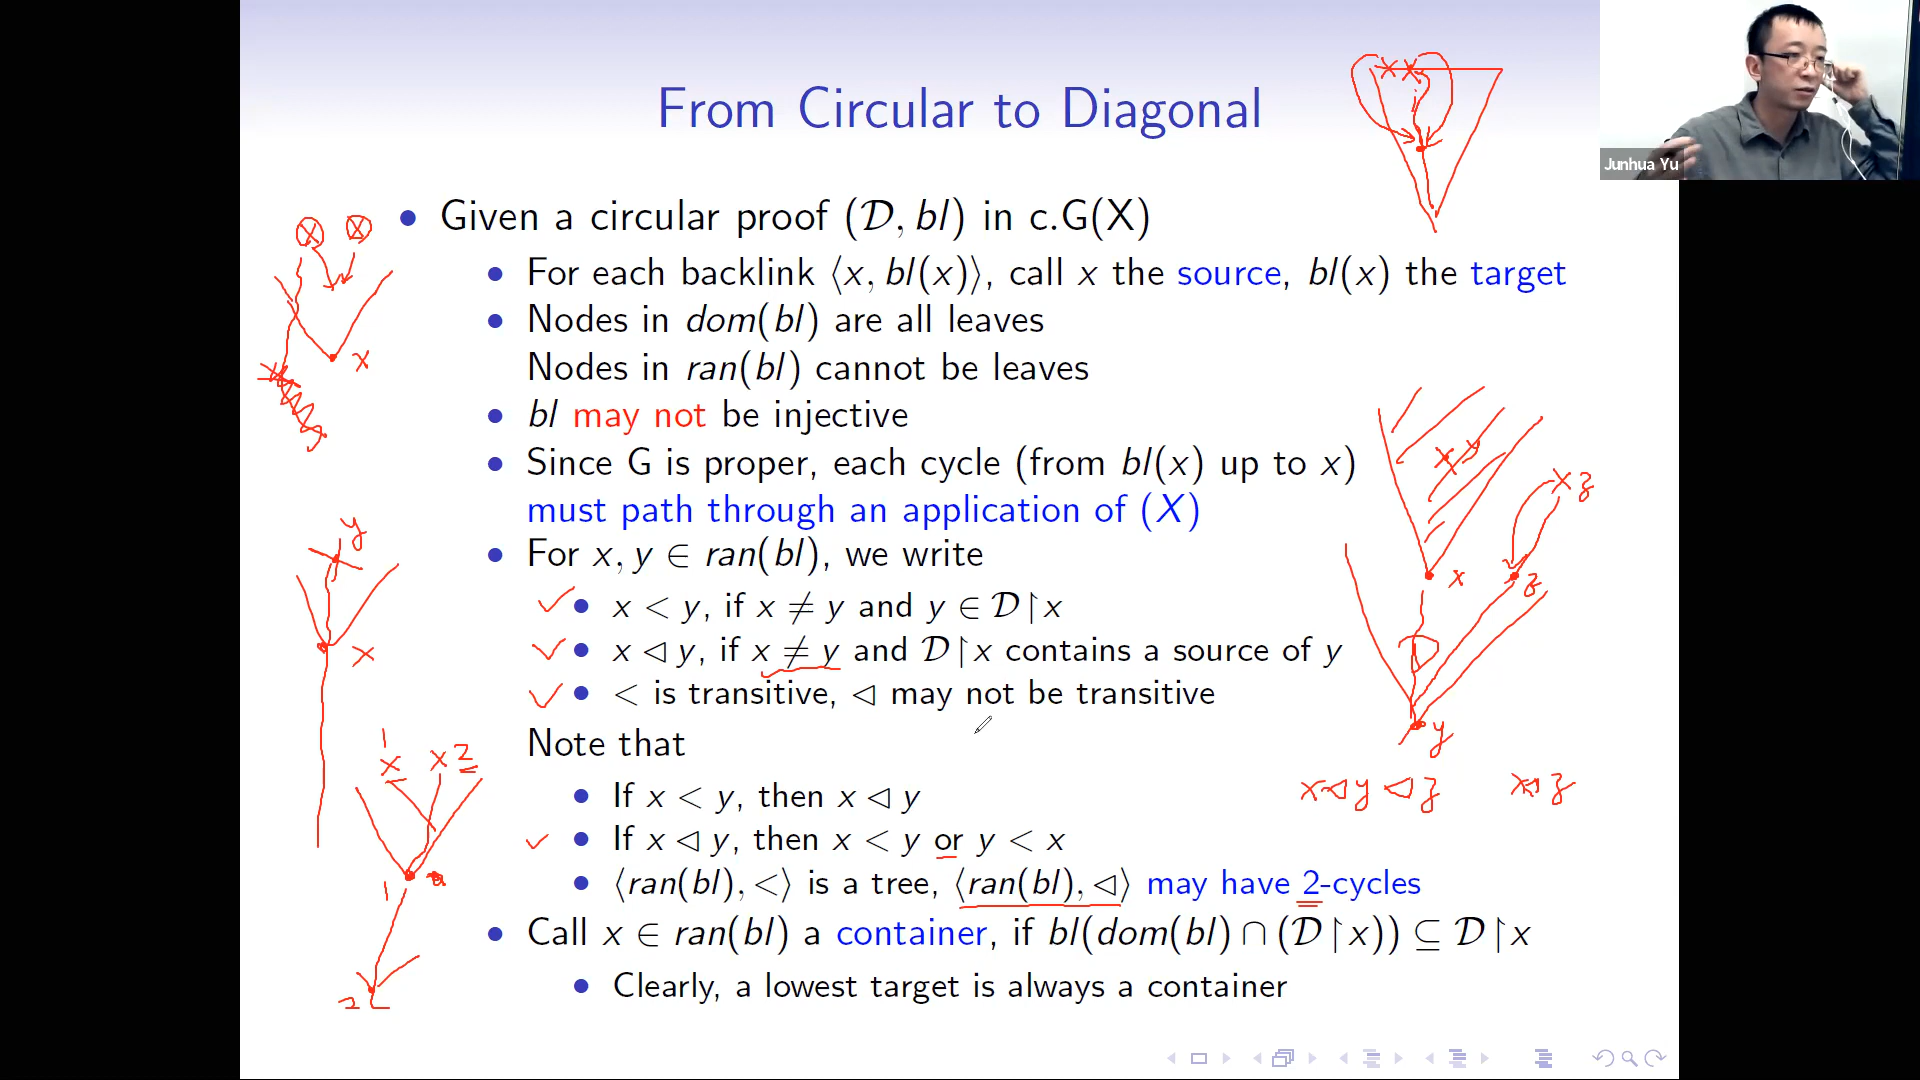 From Circular to Diagonal
Junhua Yu
• Given a circular proof (𝒟, bl) in c.G(X)
• For each backlink ⟨x, bl(x)⟩, call x the source, bl(x) the target
• Nodes in dom(bl) are all leaves
Nodes in ran(bl) cannot be leaves
• bl may not be injective
• Since G is proper, each cycle (from bl(x) up to x)
must path through an application of (X)
• For x, y ∈ ran(bl), we write
• x < y, if x ≠ y and y ∈ 𝒟↾x
• x ◁ y, if x ≠ y and 𝒟↾x contains a source of y
• < is transitive, ◁ may not be transitive
Note that
• If x < y, then x ◁ y
• If x ◁ y, then x < y or y < x
• ⟨ran(bl), <⟩ is a tree, ⟨ran(bl), ◁⟩ may have 2-cycles
• Call x ∈ ran(bl) a container, if bl(dom(bl) ∩ (𝒟↾x)) ⊆ 𝒟↾x
• Clearly, a lowest target is always a container
x
y
x
1
x x 2
1
2
x y
x z
x
z
y
x ◁ y ◁ z